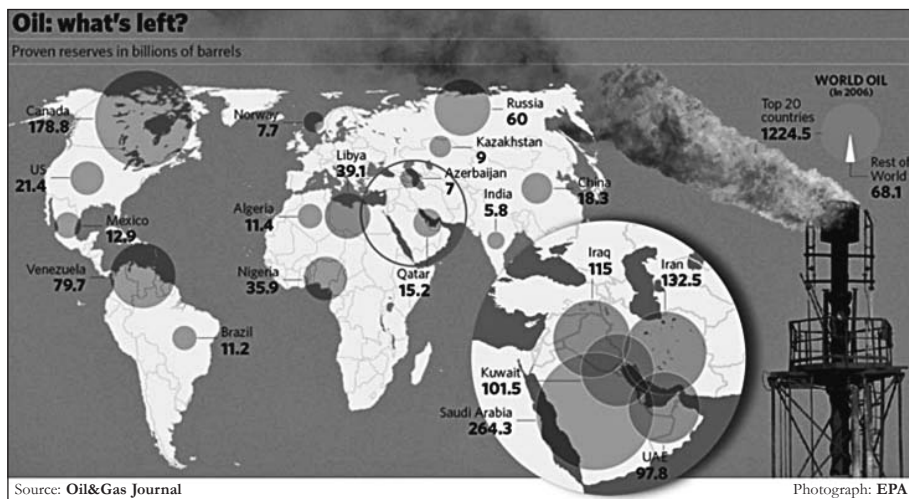 Oil: what's left?
Proven reserves in billions of barrels
Canada
178.8
US
21.4
Mexico
12.9
Venezuela
79.7
Brazil
11.2
Norway
7.7
Libya
39.1
Algeria
11.4
Nigeria
35.9
Russia
60
Kazakhstan
9
Azerbaijan
7
India
5.8
China
18.3
Qatar
15.2
Iraq
115
Iran
132.5
Kuwait
101.5
Saudi Arabia
264.3
UAE
97.8
WORLD OIL
(In 2006)
Top 20
countries
1224.5
Rest of
World
68.1
Source: Oil&Gas Journal
Photograph: EPA